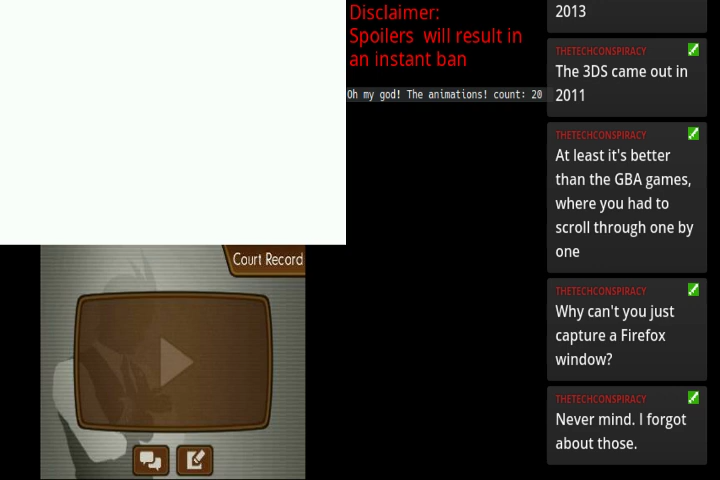 Disclaimer:
Spoilers will result in
an instant ban
Oh my god! The animations! count: 20
Court Record
2013
THETECHCONSPIRACY
The 3DS came out in
2011
THETECHCONSPIRACY
At least it's better
than the GBA games,
where you had to
scroll through one by
one
THETECHCONSPIRACY
Why can't you just
capture a Firefox
window?
THETECHCONSPIRACY
Never mind. I forgot
about those.